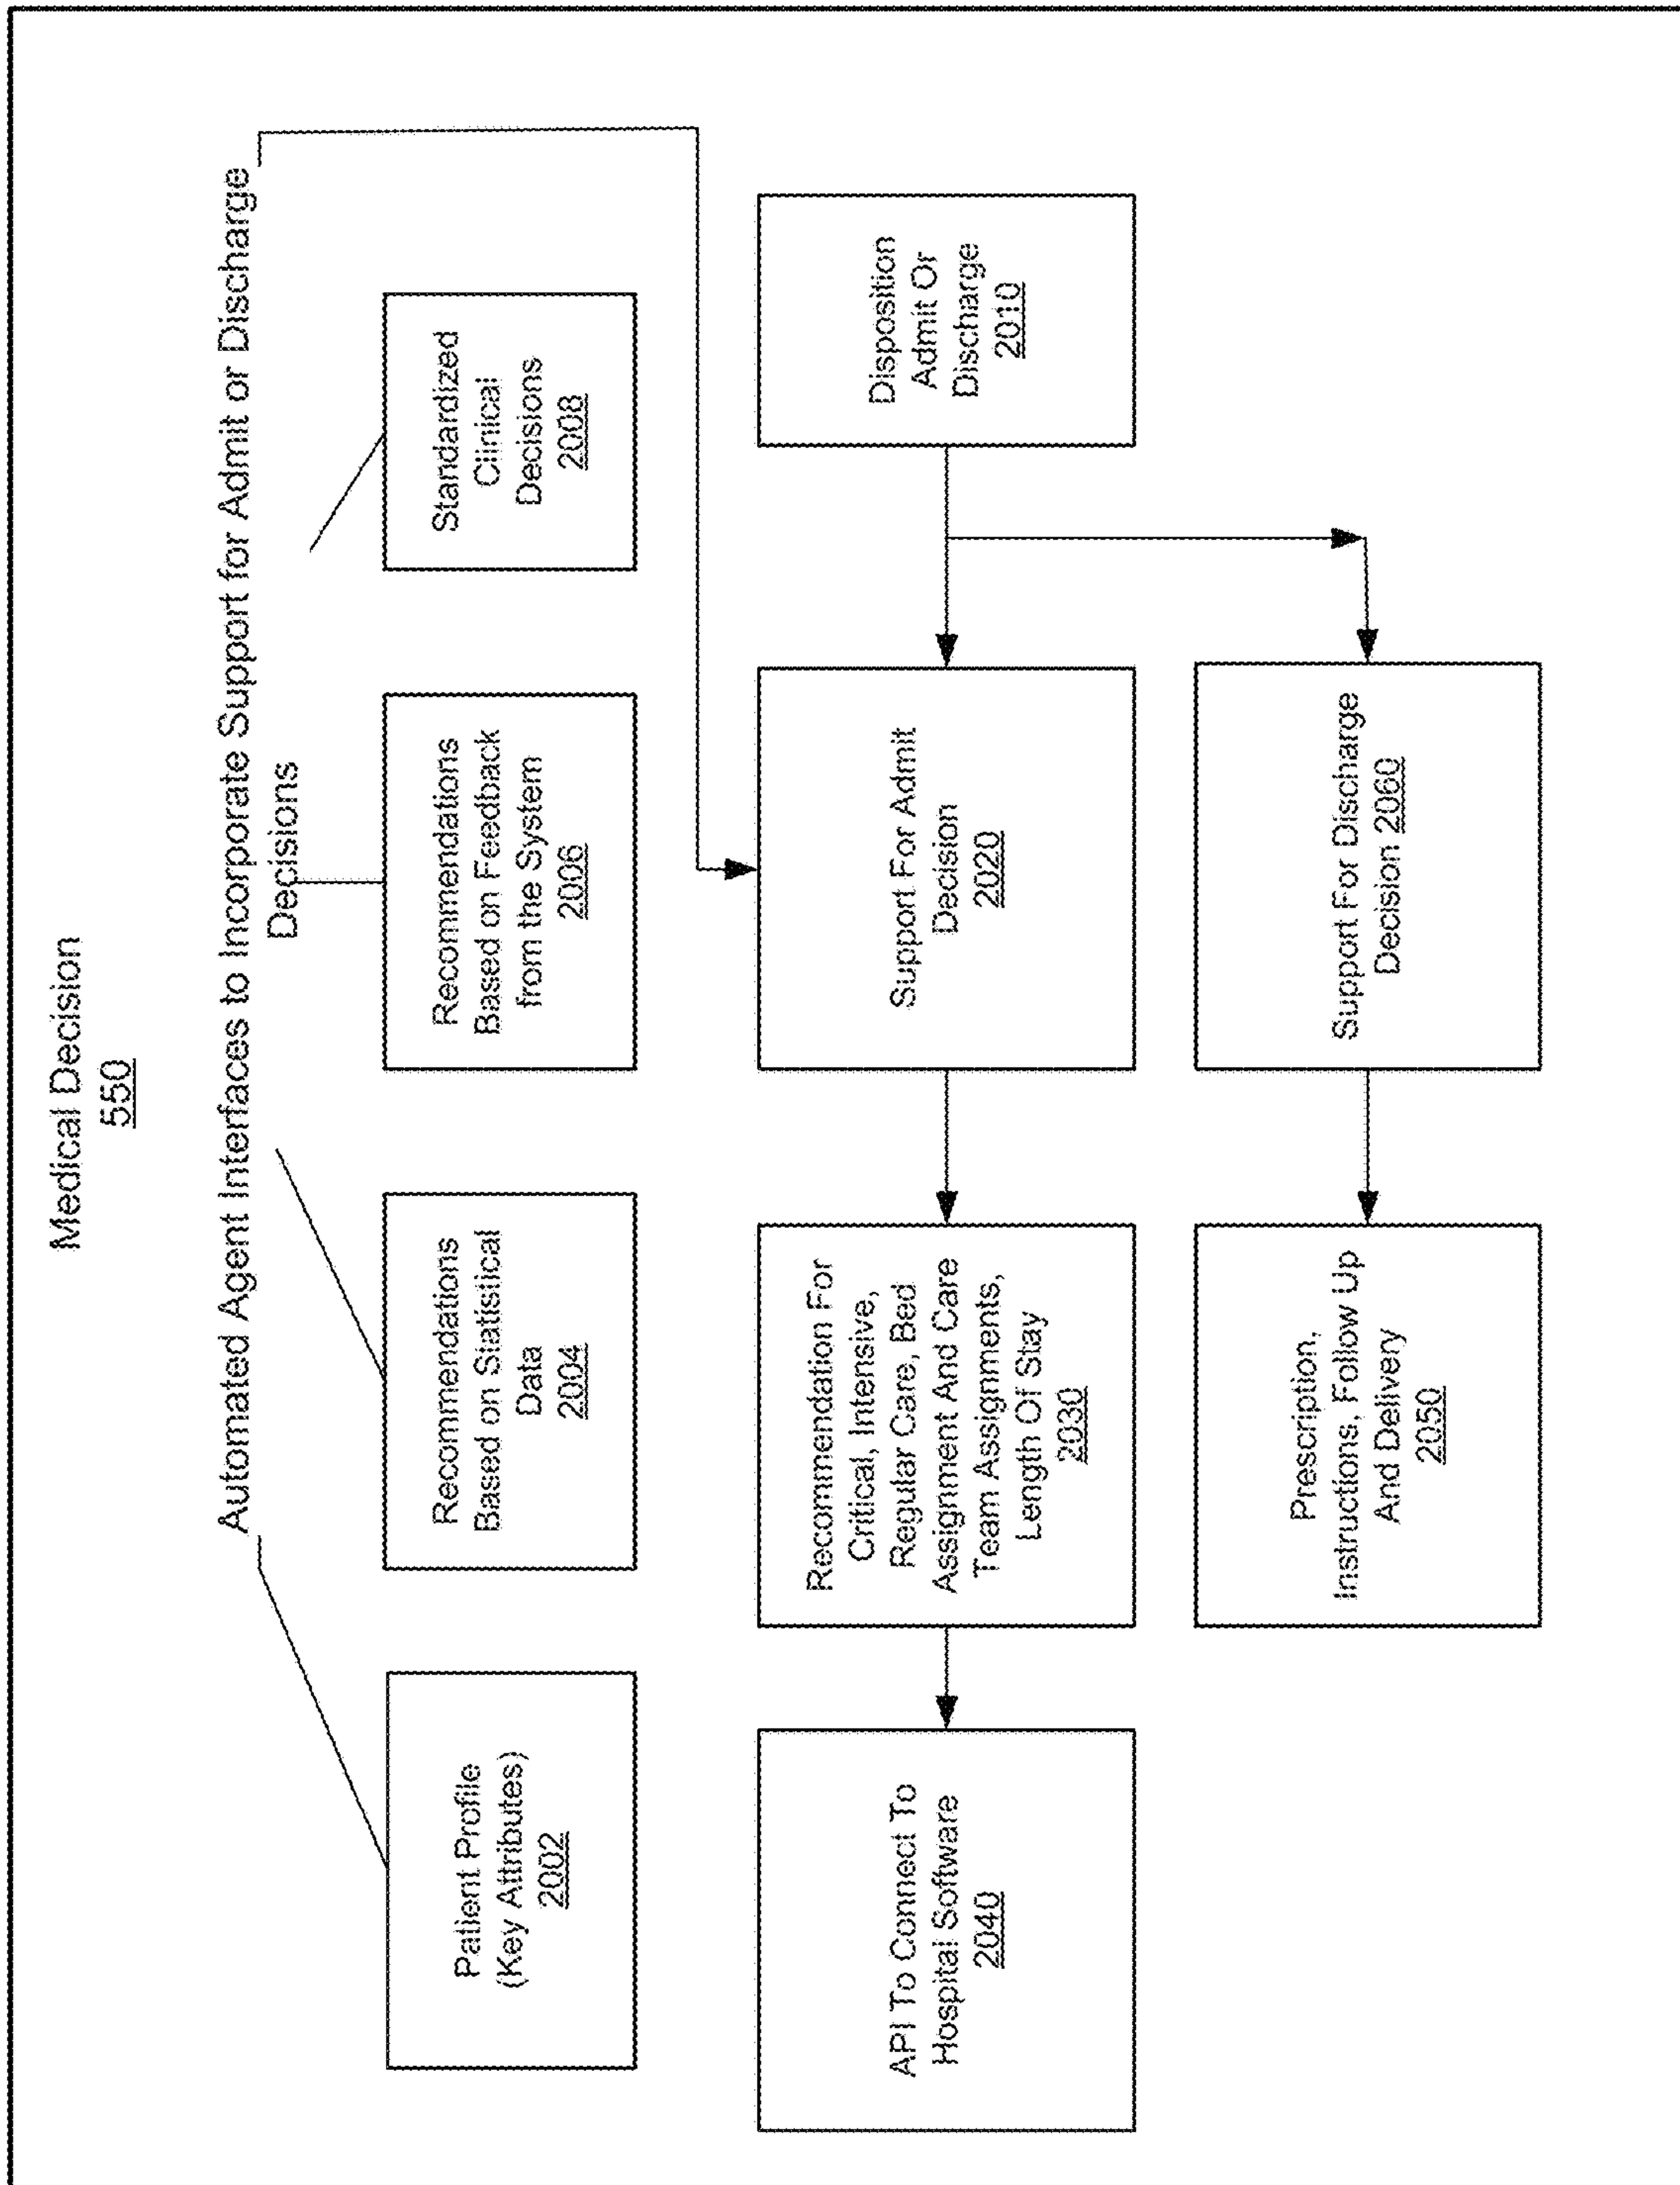 Medical Decision
550
Automated Agent Interfaces to Incorporate Support for Admit or Discharge
Decisions
Patient Profile
(Key Attributes)
2002
Recommendations
Based on Statistical
Data
2004
Recommendations
Based on Feedback
from the System
2006
Standardized
Clinical
Decisions
2008
API To Connect To
Hospital Software
2040
Recommendation For
Critical, Intensive,
Regular Care, Bed
Assignment And Care
Team Assignments,
Length Of Stay
2030
Support For Admit
Decision
2020
Disposition
Admit Or
Discharge
2010
Prescription,
Instructions, Follow Up
And Delivery
2050
Support For Discharge
Decision 2060